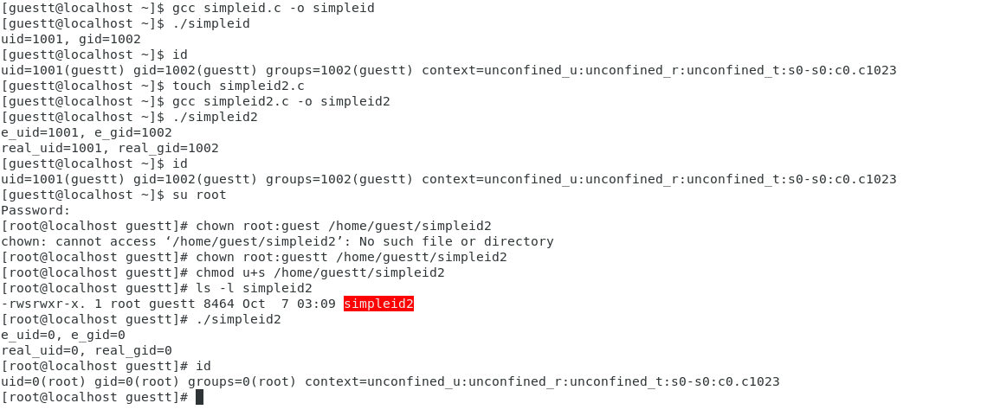 [guestt@localhost ~]$ gcc simpleid.c -o simpleid
[guestt@localhost ~]$ ./simpleid
uid=1001, gid=1002
[guestt@localhost ~]$ id
uid=1001(guestt) gid=1002(guestt) groups=1002(guestt) context=unconfined_u:unconfined_r:unconfined_t:s0-s0:c0.c1023
[guestt@localhost ~]$ touch simpleid2.c
[guestt@localhost ~]$ gcc simpleid2.c -o simpleid2
[guestt@localhost ~]$ ./simpleid2
e_uid=1001, e_gid=1002
real_uid=1001, real_gid=1002
[guestt@localhost ~]$ id
uid=1001(guestt) gid=1002(guestt) groups=1002(guestt) context=unconfined_u:unconfined_r:unconfined_t:s0-s0:c0.c1023
[guestt@localhost ~]$ su root
Password:
[root@localhost guestt]# chown root:guest /home/guest/simpleid2
chown: cannot access ‘/home/guest/simpleid2’: No such file or directory
[root@localhost guestt]# chown root:guestt /home/guestt/simpleid2
[root@localhost guestt]# chmod u+s /home/guestt/simpleid2
[root@localhost guestt]# ls -l simpleid2
-rwsrwxr-x. 1 root guestt 8464 Oct  7 03:09 simpleid2
[root@localhost guestt]# ./simpleid2
e_uid=0, e_gid=0
real_uid=0, real_gid=0
[root@localhost guestt]# id
uid=0(root) gid=0(root) groups=0(root) context=unconfined_u:unconfined_r:unconfined_t:s0-s0:c0.c1023
[root@localhost guestt]#